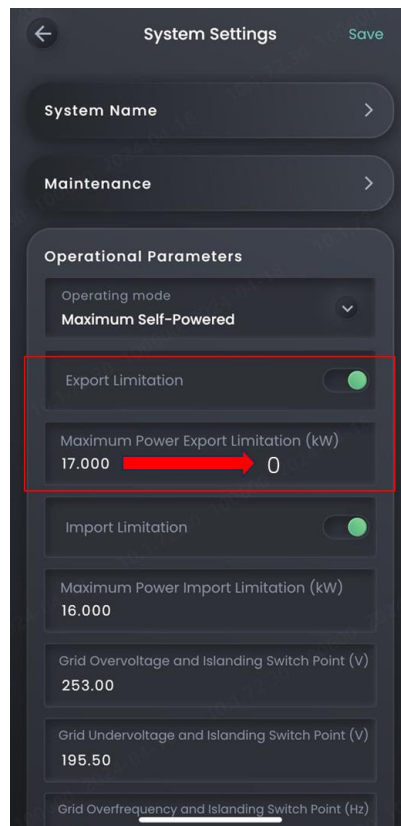 System Settings Save
System Name
Maintenance
Operational Parameters
Operating mode
Maximum Self-Powered
Export Limitation
Maximum Power Export Limitation (kW)
17.000 0
Import Limitation
Maximum Power Import Limitation (kW)
16.000
Grid Overvoltage and Islanding Switch Point (V)
253.00
Grid Undervoltage and Islanding Switch Point (V)
195.50
Grid Overfrequency and Islanding Switch Point (Hz)